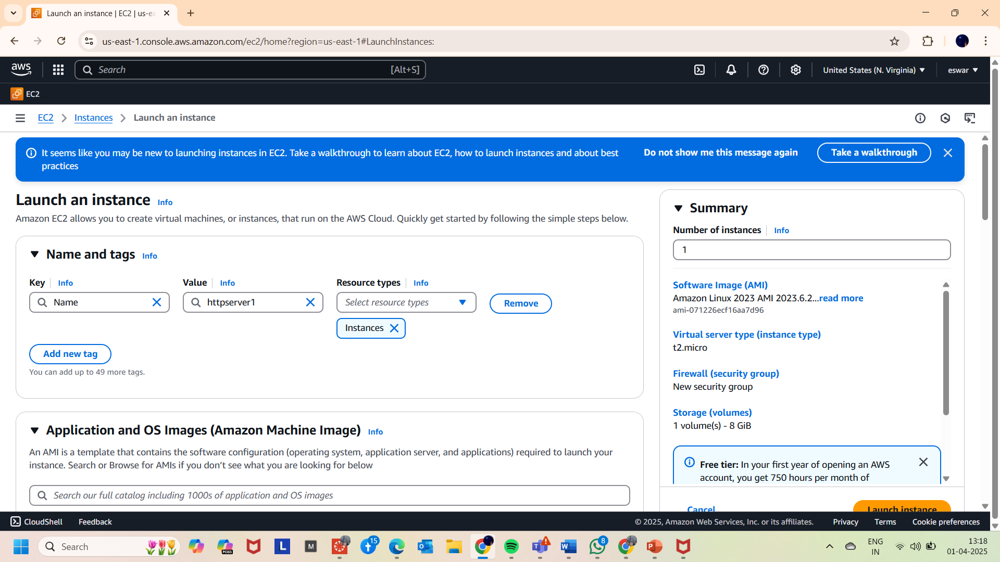 Launch an instance | EC2 | us-ea
us-east-1.console.aws.amazon.com/ec2/home?region=us-east-1#LaunchInstances:
aws
Search [Alt+S]
United States (N. Virginia)
eswar
EC2
EC2
Instances
Launch an instance
It seems like you may be new to launching instances in EC2. Take a walkthrough to learn about EC2, how to launch instances and about best
practices
Do not show me this message again
Take a walkthrough
Launch an instance Info
Amazon EC2 allows you to create virtual machines, or instances, that run on the AWS Cloud. Quickly get started by following the simple steps below.
Name and tags Info
Key Info
Value Info
Resource types Info
Name
httpserver1
Select resource types
Remove
Instances
Add new tag
You can add up to 49 more tags.
Application and OS Images (Amazon Machine Image) Info
An AMI is a template that contains the software configuration (operating system, application server, and applications) required to launch your
instance. Search or Browse for AMIs if you don’t see what you are looking for below
Search our full catalog including 1000s of application and OS images
Summary
Number of instances Info
1
Software Image (AMI)
Amazon Linux 2023 AMI 2023.6.2...read more
ami-071226ecf16aa7d96
Virtual server type (instance type)
t2.micro
Firewall (security group)
New security group
Storage (volumes)
1 volume(s) - 8 GiB
Free tier: In your first year of opening an AWS
account, you get 750 hours per month of
Cancel
Launch instance
CloudShell
Feedback
© 2025, Amazon Web Services, Inc. or its affiliates.
Privacy
Terms
Cookie preferences
Search
M365
L
M
15
8
ENG
IN
13:18
01-04-2025